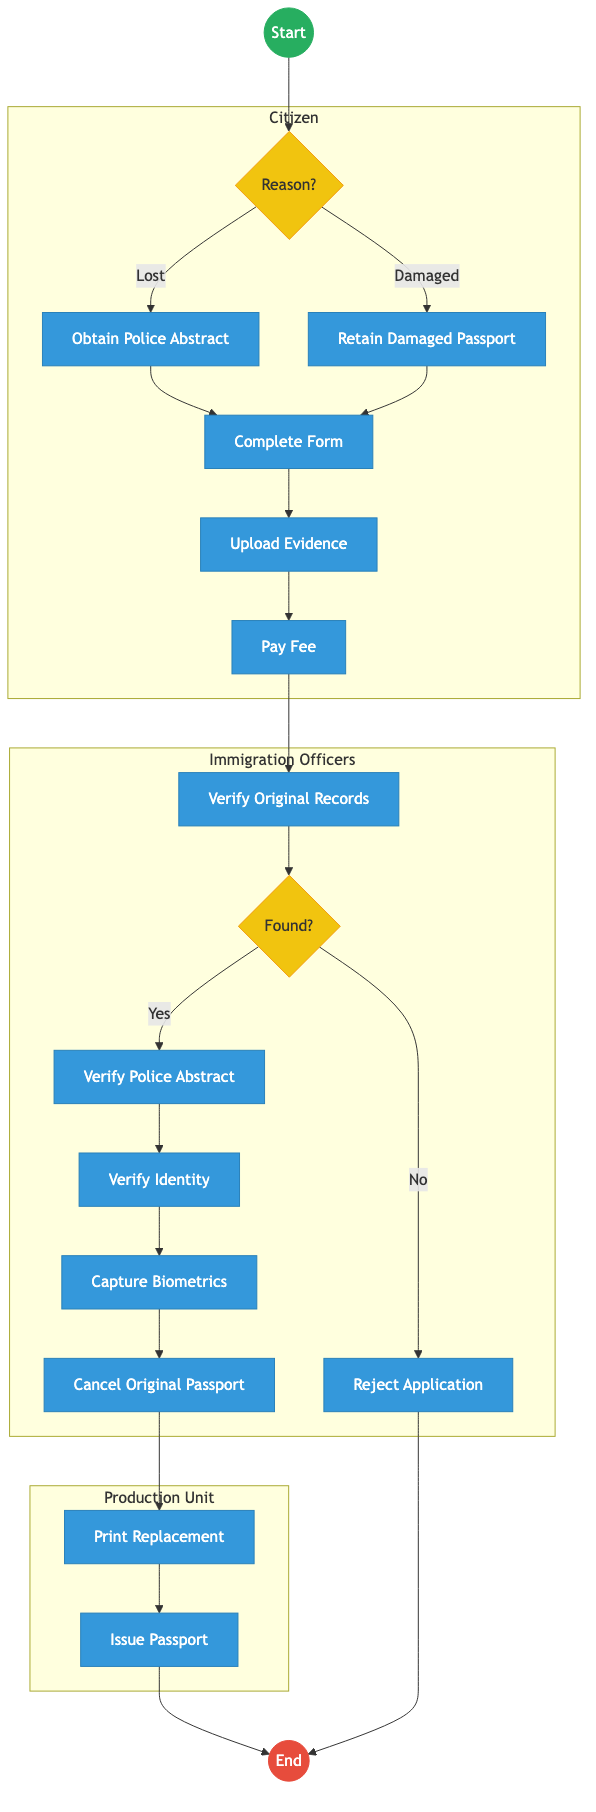 Start
Citizen
Reason?
Lost
Damaged
Obtain Police Abstract
Retain Damaged Passport
Complete Form
Upload Evidence
Pay Fee
Immigration Officers
Verify Original Records
Found?
Yes
Verify Police Abstract
Verify Identity
No
Capture Biometrics
Cancel Original Passport
Reject Application
Production Unit
Print Replacement
Issue Passport
End